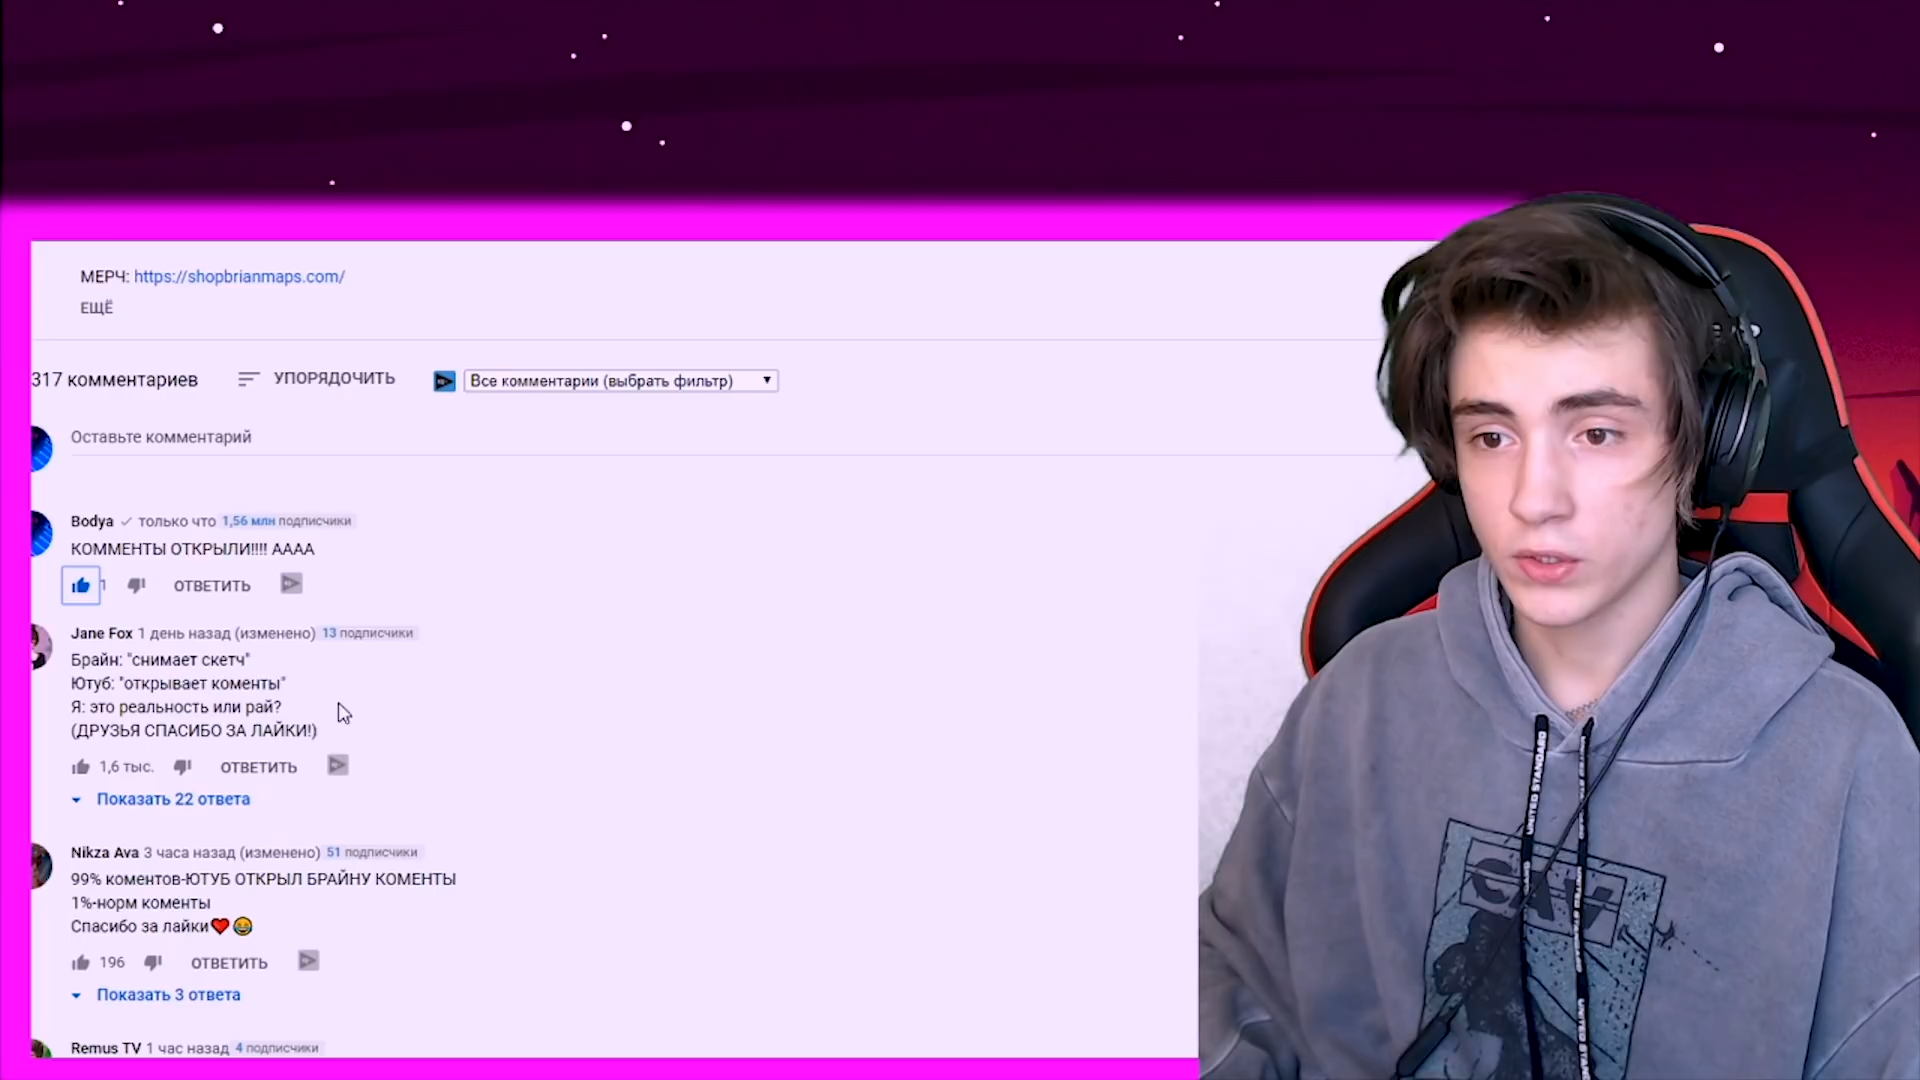 МЕРЧ: https://shopbrianmaps.com/
ЕЩЁ
317 комментариев УПОРЯДОЧИТЬ Все комментарии (выбрать фильтр)
Оставьте комментарий
Bodya только что 1,56 млн подписчики
КОММЕНТЫ ОТКРЫЛИ!!!! АААА
1 ОТВЕТИТЬ
Jane Fox 1 день назад (изменено) 13 подписчики
Брайн: "снимает скетч"
Ютуб: "открывает коменты"
Я: это реальность или рай?
(ДРУЗЬЯ СПАСИБО ЗА ЛАЙКИ!)
1,6 тыс. ОТВЕТИТЬ
Показать 22 ответа
Nikza Ava 3 часа назад (изменено) 51 подписчики
99% коментов-ЮТУБ ОТКРЫЛ БРАЙНУ КОМЕНТЫ
1%-норм коменты
Спасибо за лайки❤😂
196 ОТВЕТИТЬ
Показать 3 ответа
Remus TV 1 час назад 4 подписчики
UNITED STANDARD